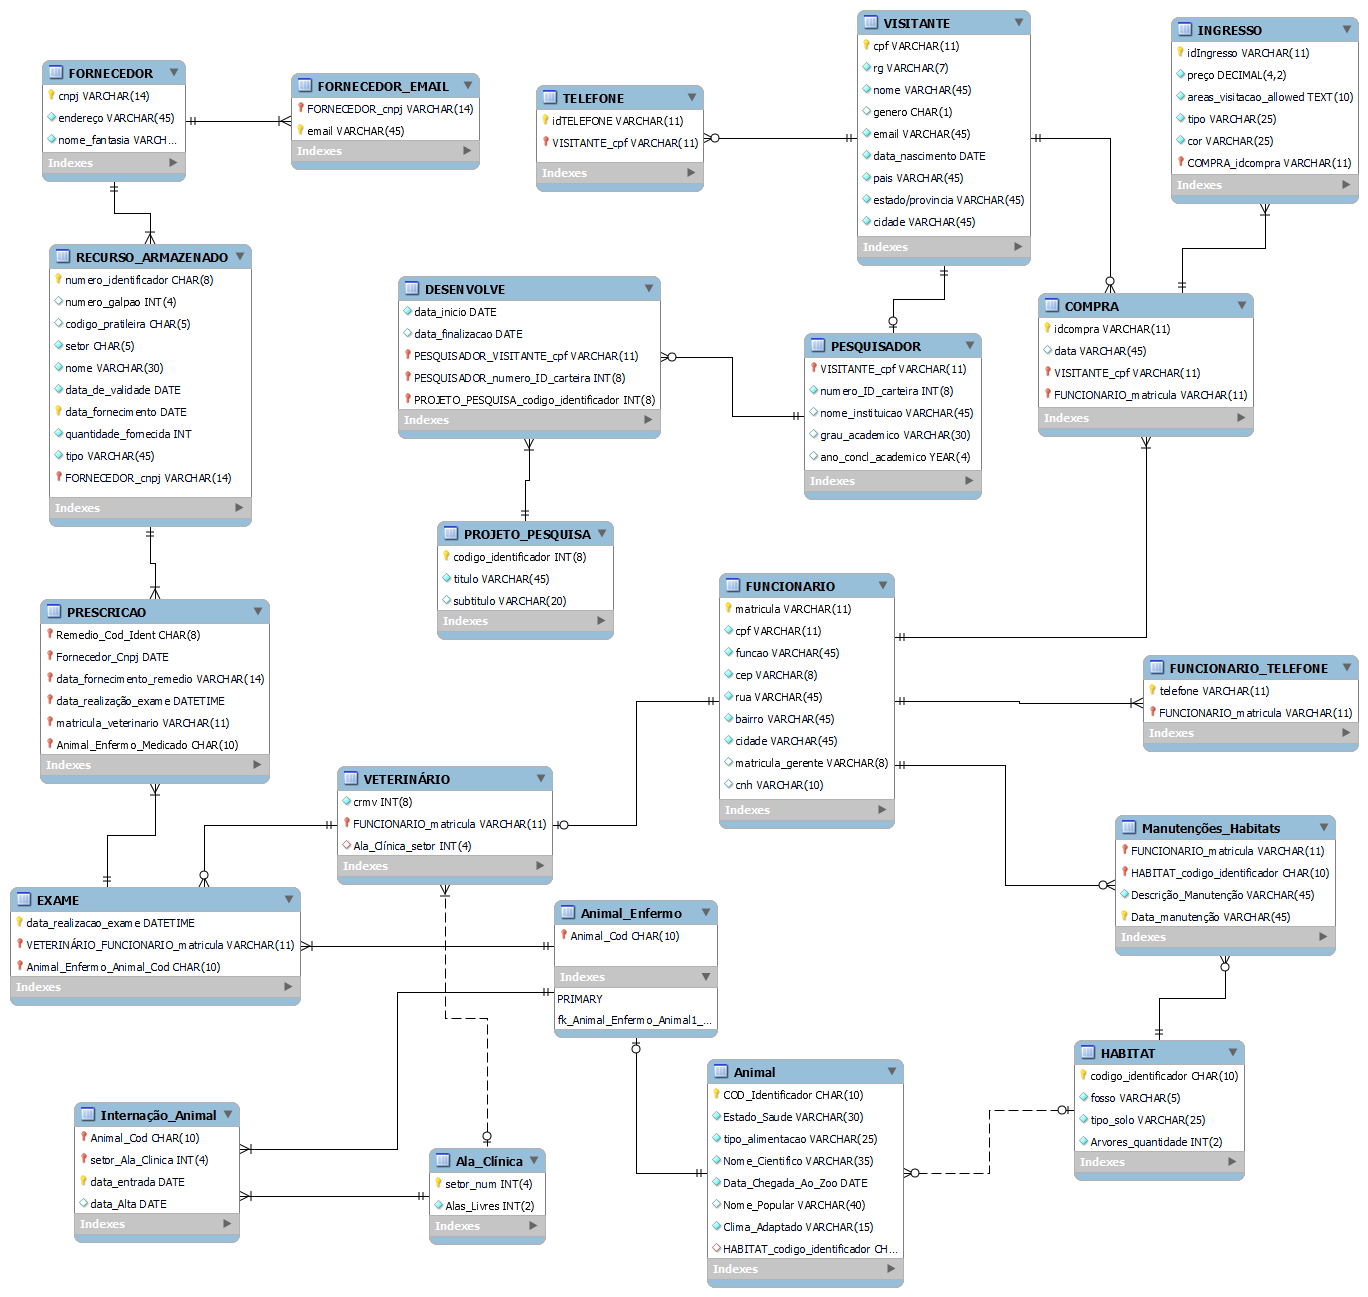 FORNECEDOR
cnpj VARCHAR(14)
endereço VARCHAR(45)
nome_fantasia VARCH...
Indexes
FORNECEDOR_EMAIL
FORNECEDOR_cnpj VARCHAR(14)
email VARCHAR(45)
Indexes
TELEFONE
idTELEFONE VARCHAR(11)
VISITANTE_cpf VARCHAR(11)
Indexes
VISITANTE
cpf VARCHAR(11)
rg VARCHAR(7)
nome VARCHAR(45)
genero CHAR(1)
email VARCHAR(45)
data_nascimento DATE
pais VARCHAR(45)
estado/provincia VARCHAR(45)
cidade VARCHAR(45)
Indexes
INGRESSO
idIngresso VARCHAR(11)
preço DECIMAL(4,2)
areas_visitacao_allowed TEXT(10)
tipo VARCHAR(25)
cor VARCHAR(25)
COMPRA_idcompra VARCHAR(11)
Indexes
RECURSO_ARMAZENADO
numero_identificador CHAR(8)
numero_galpao INT(4)
codigo_pratileira CHAR(5)
setor CHAR(5)
nome VARCHAR(30)
data_de_validade DATE
data_fornecimento DATE
quantidade_fornecida INT
tipo VARCHAR(45)
FORNECEDOR_cnpj VARCHAR(14)
Indexes
DESENVOLVE
data_inicio DATE
data_finalizacao DATE
PESQUISADOR_VISITANTE_cpf VARCHAR(11)
PESQUISADOR_numero_ID_carteira INT(8)
PROJETO_PESQUISA_codigo_identificador INT(8)
Indexes
PESQUISADOR
VISITANTE_cpf VARCHAR(11)
numero_ID_carteira INT(8)
nome_instituicao VARCHAR(45)
grau_academico VARCHAR(30)
ano_concl_academico YEAR(4)
Indexes
COMPRA
idcompra VARCHAR(11)
data VARCHAR(45)
VISITANTE_cpf VARCHAR(11)
FUNCIONARIO_matricula VARCHAR(11)
Indexes
PROJETO_PESQUISA
codigo_identificador INT(8)
titulo VARCHAR(45)
subtitulo VARCHAR(20)
Indexes
PRESCRICAO
Remedio_Cod_Ident CHAR(8)
Fornecedor_Cnpj DATE
data_fornecimento_remedio VARCHAR(14)
data_realização_exame DATETIME
matricula_veterinario VARCHAR(11)
Animal_Enfermo_Medicado CHAR(10)
Indexes
FUNCIONARIO
matricula VARCHAR(11)
cpf VARCHAR(11)
funcao VARCHAR(45)
cep VARCHAR(8)
rua VARCHAR(45)
bairro VARCHAR(45)
cidade VARCHAR(45)
matricula_gerente VARCHAR(8)
cnh VARCHAR(10)
Indexes
FUNCIONARIO_TELEFONE
telefone VARCHAR(11)
FUNCIONARIO_matricula VARCHAR(11)
Indexes
VETERINÁRIO
crmv INT(8)
FUNCIONARIO_matricula VARCHAR(11)
Ala_Clínica_setor INT(4)
Indexes
Manutenções_Habitats
FUNCIONARIO_matricula VARCHAR(11)
HABITAT_codigo_identificador CHAR(10)
Descrição_Manutenção VARCHAR(45)
Data_manutenção VARCHAR(45)
Indexes
EXAME
data_realizacao_exame DATETIME
VETERINÁRIO_FUNCIONARIO_matricula VARCHAR(11)
Animal_Enfermo_Animal_Cod CHAR(10)
Indexes
Animal_Enfermo
Animal_Cod CHAR(10)
Indexes
PRIMARY
fk_Animal_Enfermo_Animal1_...
HABITAT
codigo_identificador CHAR(10)
fosso VARCHAR(5)
tipo_solo VARCHAR(25)
Arvores_quantidade INT(2)
Indexes
Animal
COD_Identificador CHAR(10)
Estado_Saude VARCHAR(30)
tipo_alimentacao VARCHAR(25)
Nome_Cientifico VARCHAR(35)
Data_Chegada_Ao_Zoo DATE
Nome_Popular VARCHAR(40)
Clima_Adaptado VARCHAR(15)
HABITAT_codigo_identificador CH...
Indexes
Internação_Animal
Animal_Cod CHAR(10)
setor_Ala_Clinica INT(4)
data_entrada DATE
data_Alta DATE
Indexes
Ala_Clínica
setor_num INT(4)
Alas_Livres INT(2)
Indexes